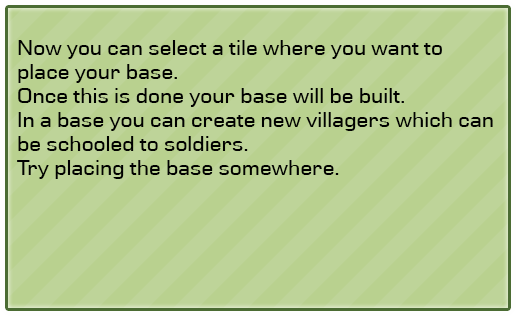 Now you can select a tile where you want to
place your base.
Once this is done your base will be built.
In a base you can create new villagers which can
be schooled to soldiers.
Try placing the base somewhere.